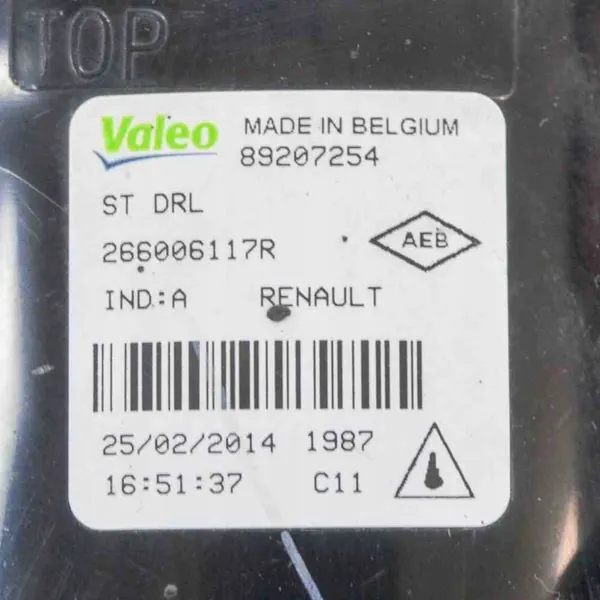 TOP
Valeo MADE IN BELGIUM
89207254
ST DRL
266006117R
AEB
IND:A RENAULT
25/02/2014 1987
16:51:37 C11